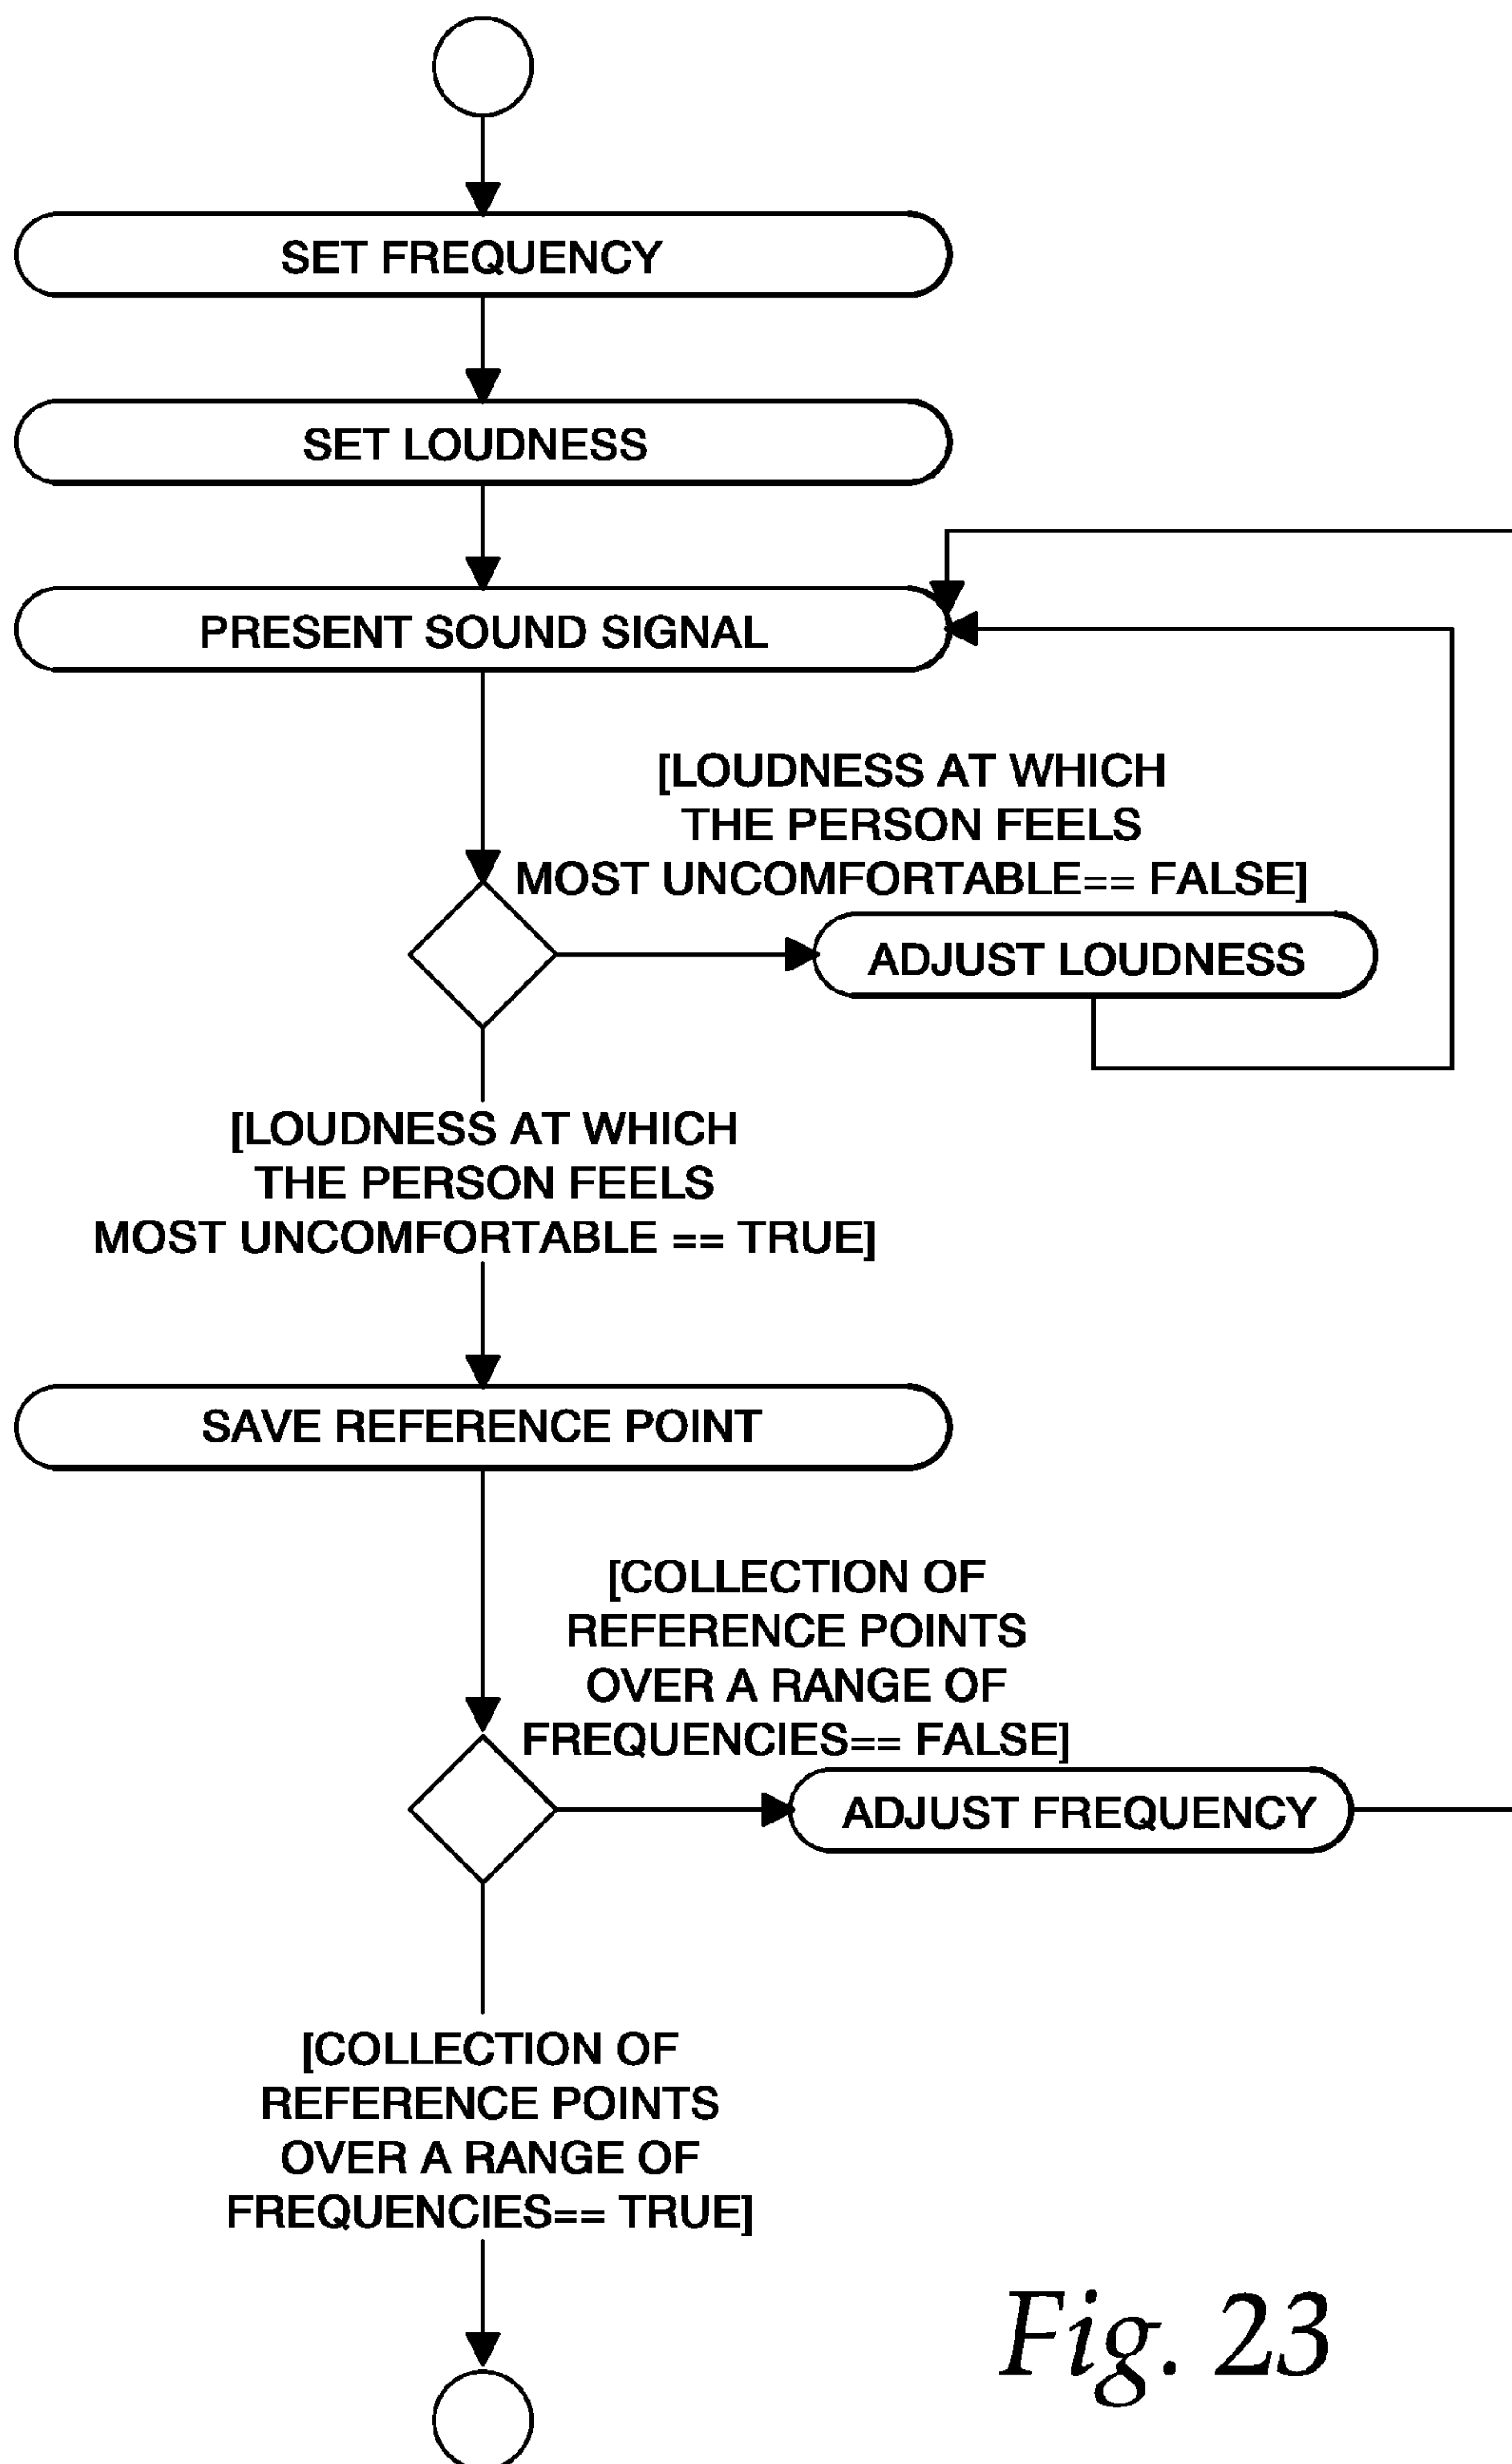 SET FREQUENCY
SET LOUDNESS
PRESENT SOUND SIGNAL
[LOUDNESS AT WHICH
THE PERSON FEELS
MOST UNCOMFORTABLE== FALSE]
ADJUST LOUDNESS
[LOUDNESS AT WHICH
THE PERSON FEELS
MOST UNCOMFORTABLE == TRUE]
SAVE REFERENCE POINT
[COLLECTION OF
REFERENCE POINTS
OVER A RANGE OF
FREQUENCIES== FALSE]
ADJUST FREQUENCY
[COLLECTION OF
REFERENCE POINTS
OVER A RANGE OF
FREQUENCIES== TRUE]
Fig. 23